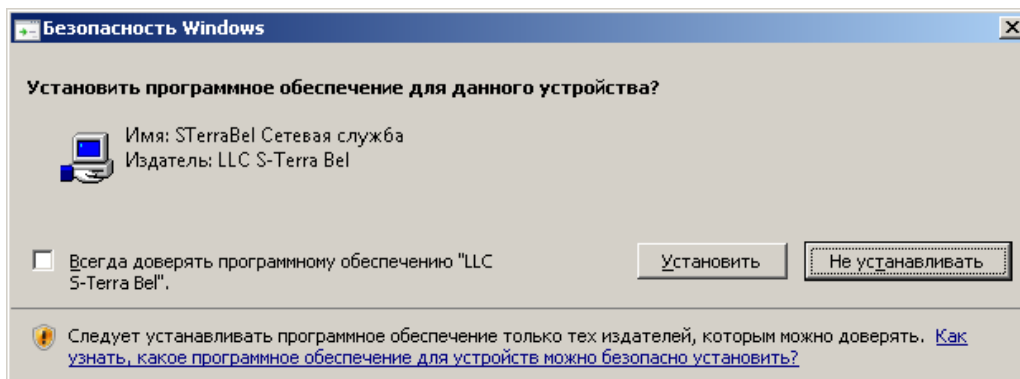 Безопасность Windows
Установить программное обеспечение для данного устройства?
Имя: STerraBel Сетевая служба
Издатель: LLC S-Terra Bel
Всегда доверять программному обеспечению "LLC
S-Terra Bel".
Установить
Не устанавливать
Следует устанавливать программное обеспечение только тех издателей, которым можно доверять. Как
узнать, какое программное обеспечение для устройств можно безопасно установить?